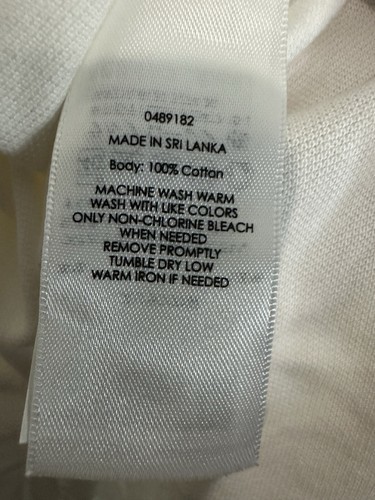 0489182
MADE IN SRI LANKA
Body: 100% Cotton
MACHINE WASH WARM
WASH WITH LIKE COLORS
ONLY NON-CHLORINE BLEACH
WHEN NEEDED
REMOVE PROMPTLY
TUMBLE DRY LOW
WARM IRON IF NEEDED